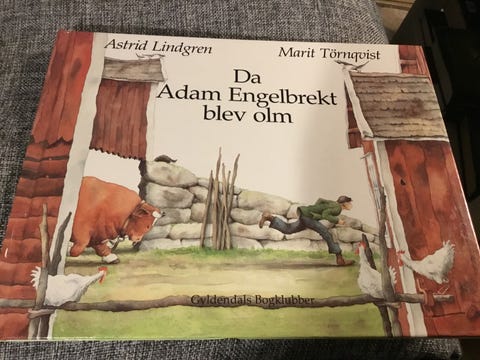 Astrid Lindgren Marit Törnqvist
Da
Adam Engelbrekt
blev olm
Gyldendals Bogklubber